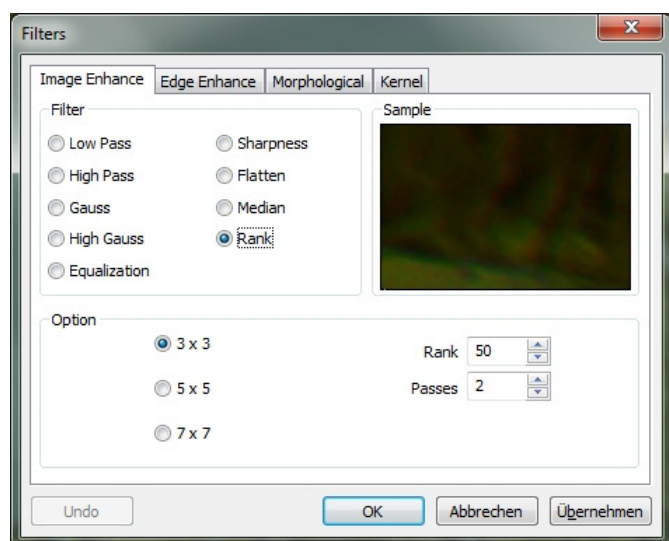 Filters
Image Enhance Edge Enhance Morphological Kernel
Filter
Sample
Low Pass Sharpness
High Pass Flatten
Gauss Median
High Gauss Rank
Equalization
Option
3 x 3 Rank 50
5 x 5 Passes 2
7 x 7
Undo OK Abbrechen Übernehmen